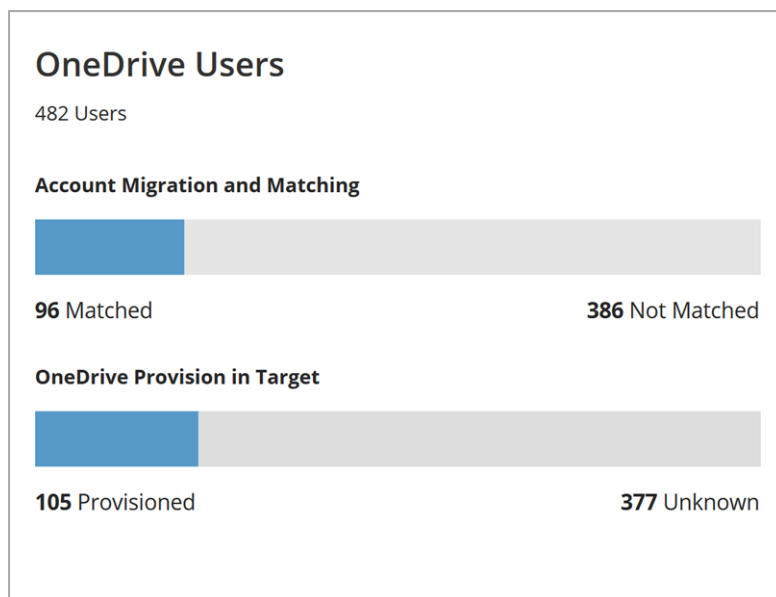 OneDrive Users
482 Users
Account Migration and Matching
96 Matched 386 Not Matched
OneDrive Provision in Target
105 Provisioned 377 Unknown